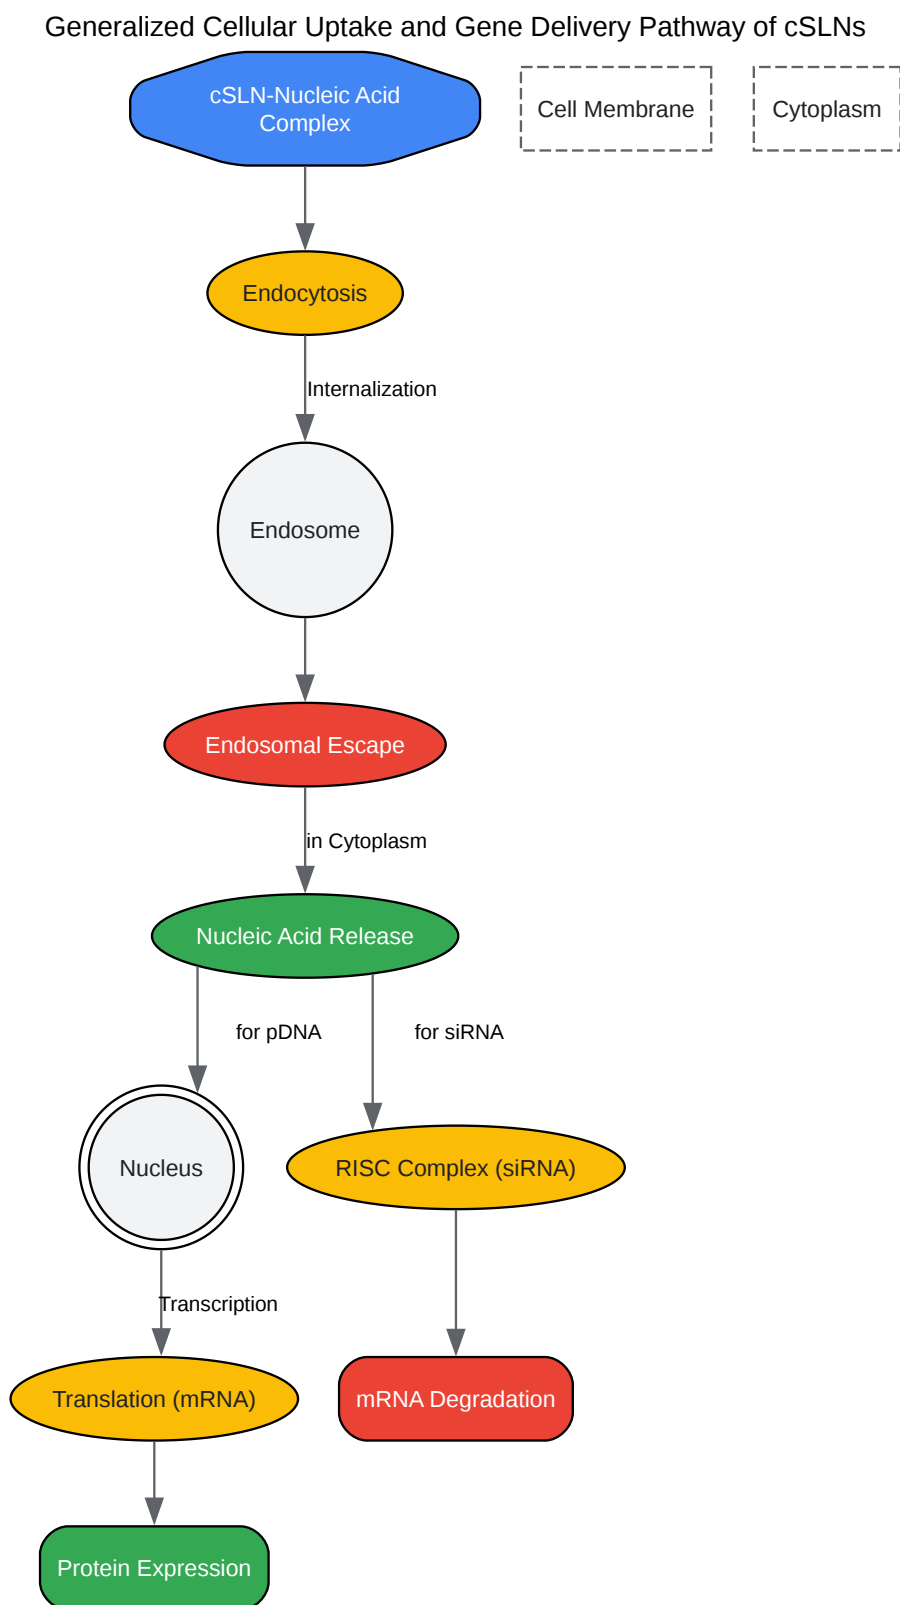 Generalized Cellular Uptake and Gene Delivery Pathway of cSLNs
cSLN-Nucleic Acid
Complex
Cell Membrane
Cytoplasm
Endocytosis
Internalization
Endosome
Endosomal Escape
in Cytoplasm
Nucleic Acid Release
for pDNA
for siRNA
Nucleus
RISC Complex (siRNA)
Transcription
Translation (mRNA)
mRNA Degradation
Protein Expression